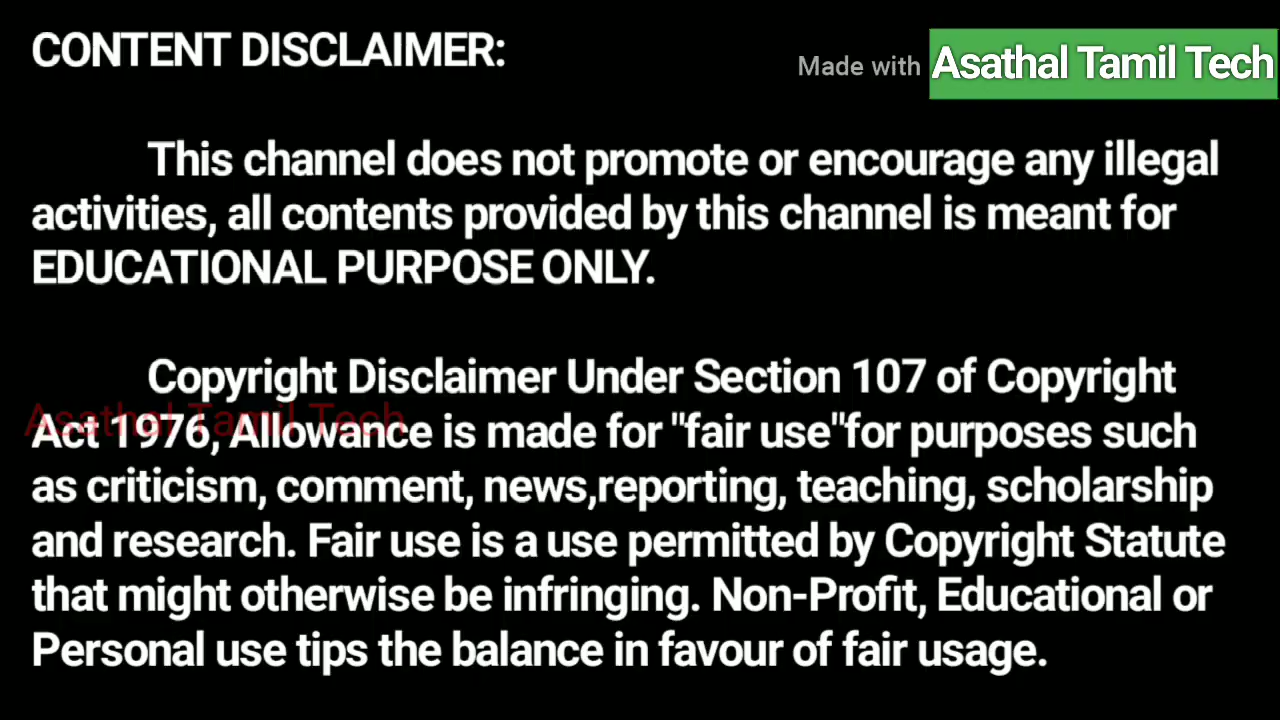 CONTENT DISCLAIMER:
Made with Asathal Tamil Tech
This channel does not promote or encourage any illegal
activities, all contents provided by this channel is meant for
EDUCATIONAL PURPOSE ONLY.
Copyright Disclaimer Under Section 107 of Copyright
Asathal Tamil Tech
Act 1976, Allowance is made for "fair use"for purposes such
as criticism, comment, news,reporting, teaching, scholarship
and research. Fair use is a use permitted by Copyright Statute
that might otherwise be infringing. Non-Profit, Educational or
Personal use tips the balance in favour of fair usage.